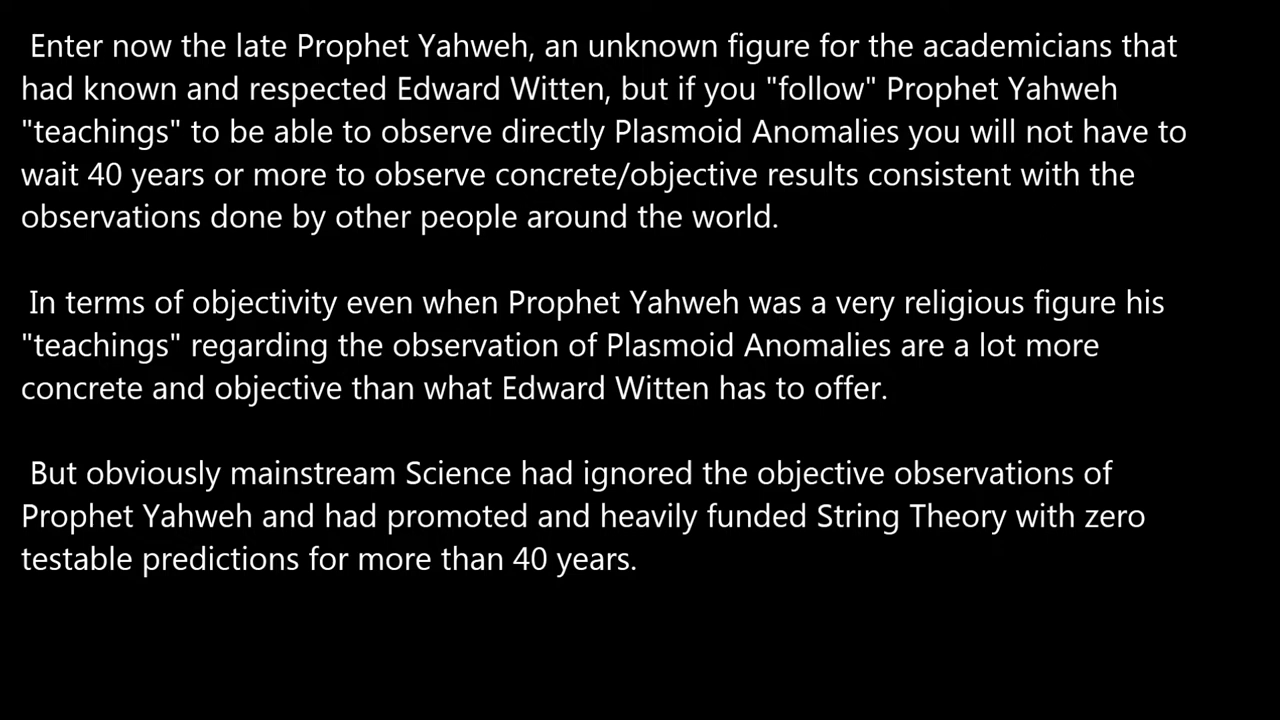 Enter now the late Prophet Yahweh, an unknown figure for the academicians that
had known and respected Edward Witten, but if you "follow" Prophet Yahweh
"teachings" to be able to observe directly Plasmoid Anomalies you will not have to
wait 40 years or more to observe concrete/objective results consistent with the
observations done by other people around the world.
In terms of objectivity even when Prophet Yahweh was a very religious figure his
"teachings" regarding the observation of Plasmoid Anomalies are a lot more
concrete and objective than what Edward Witten has to offer.
But obviously mainstream Science had ignored the objective observations of
Prophet Yahweh and had promoted and heavily funded String Theory with zero
testable predictions for more than 40 years.